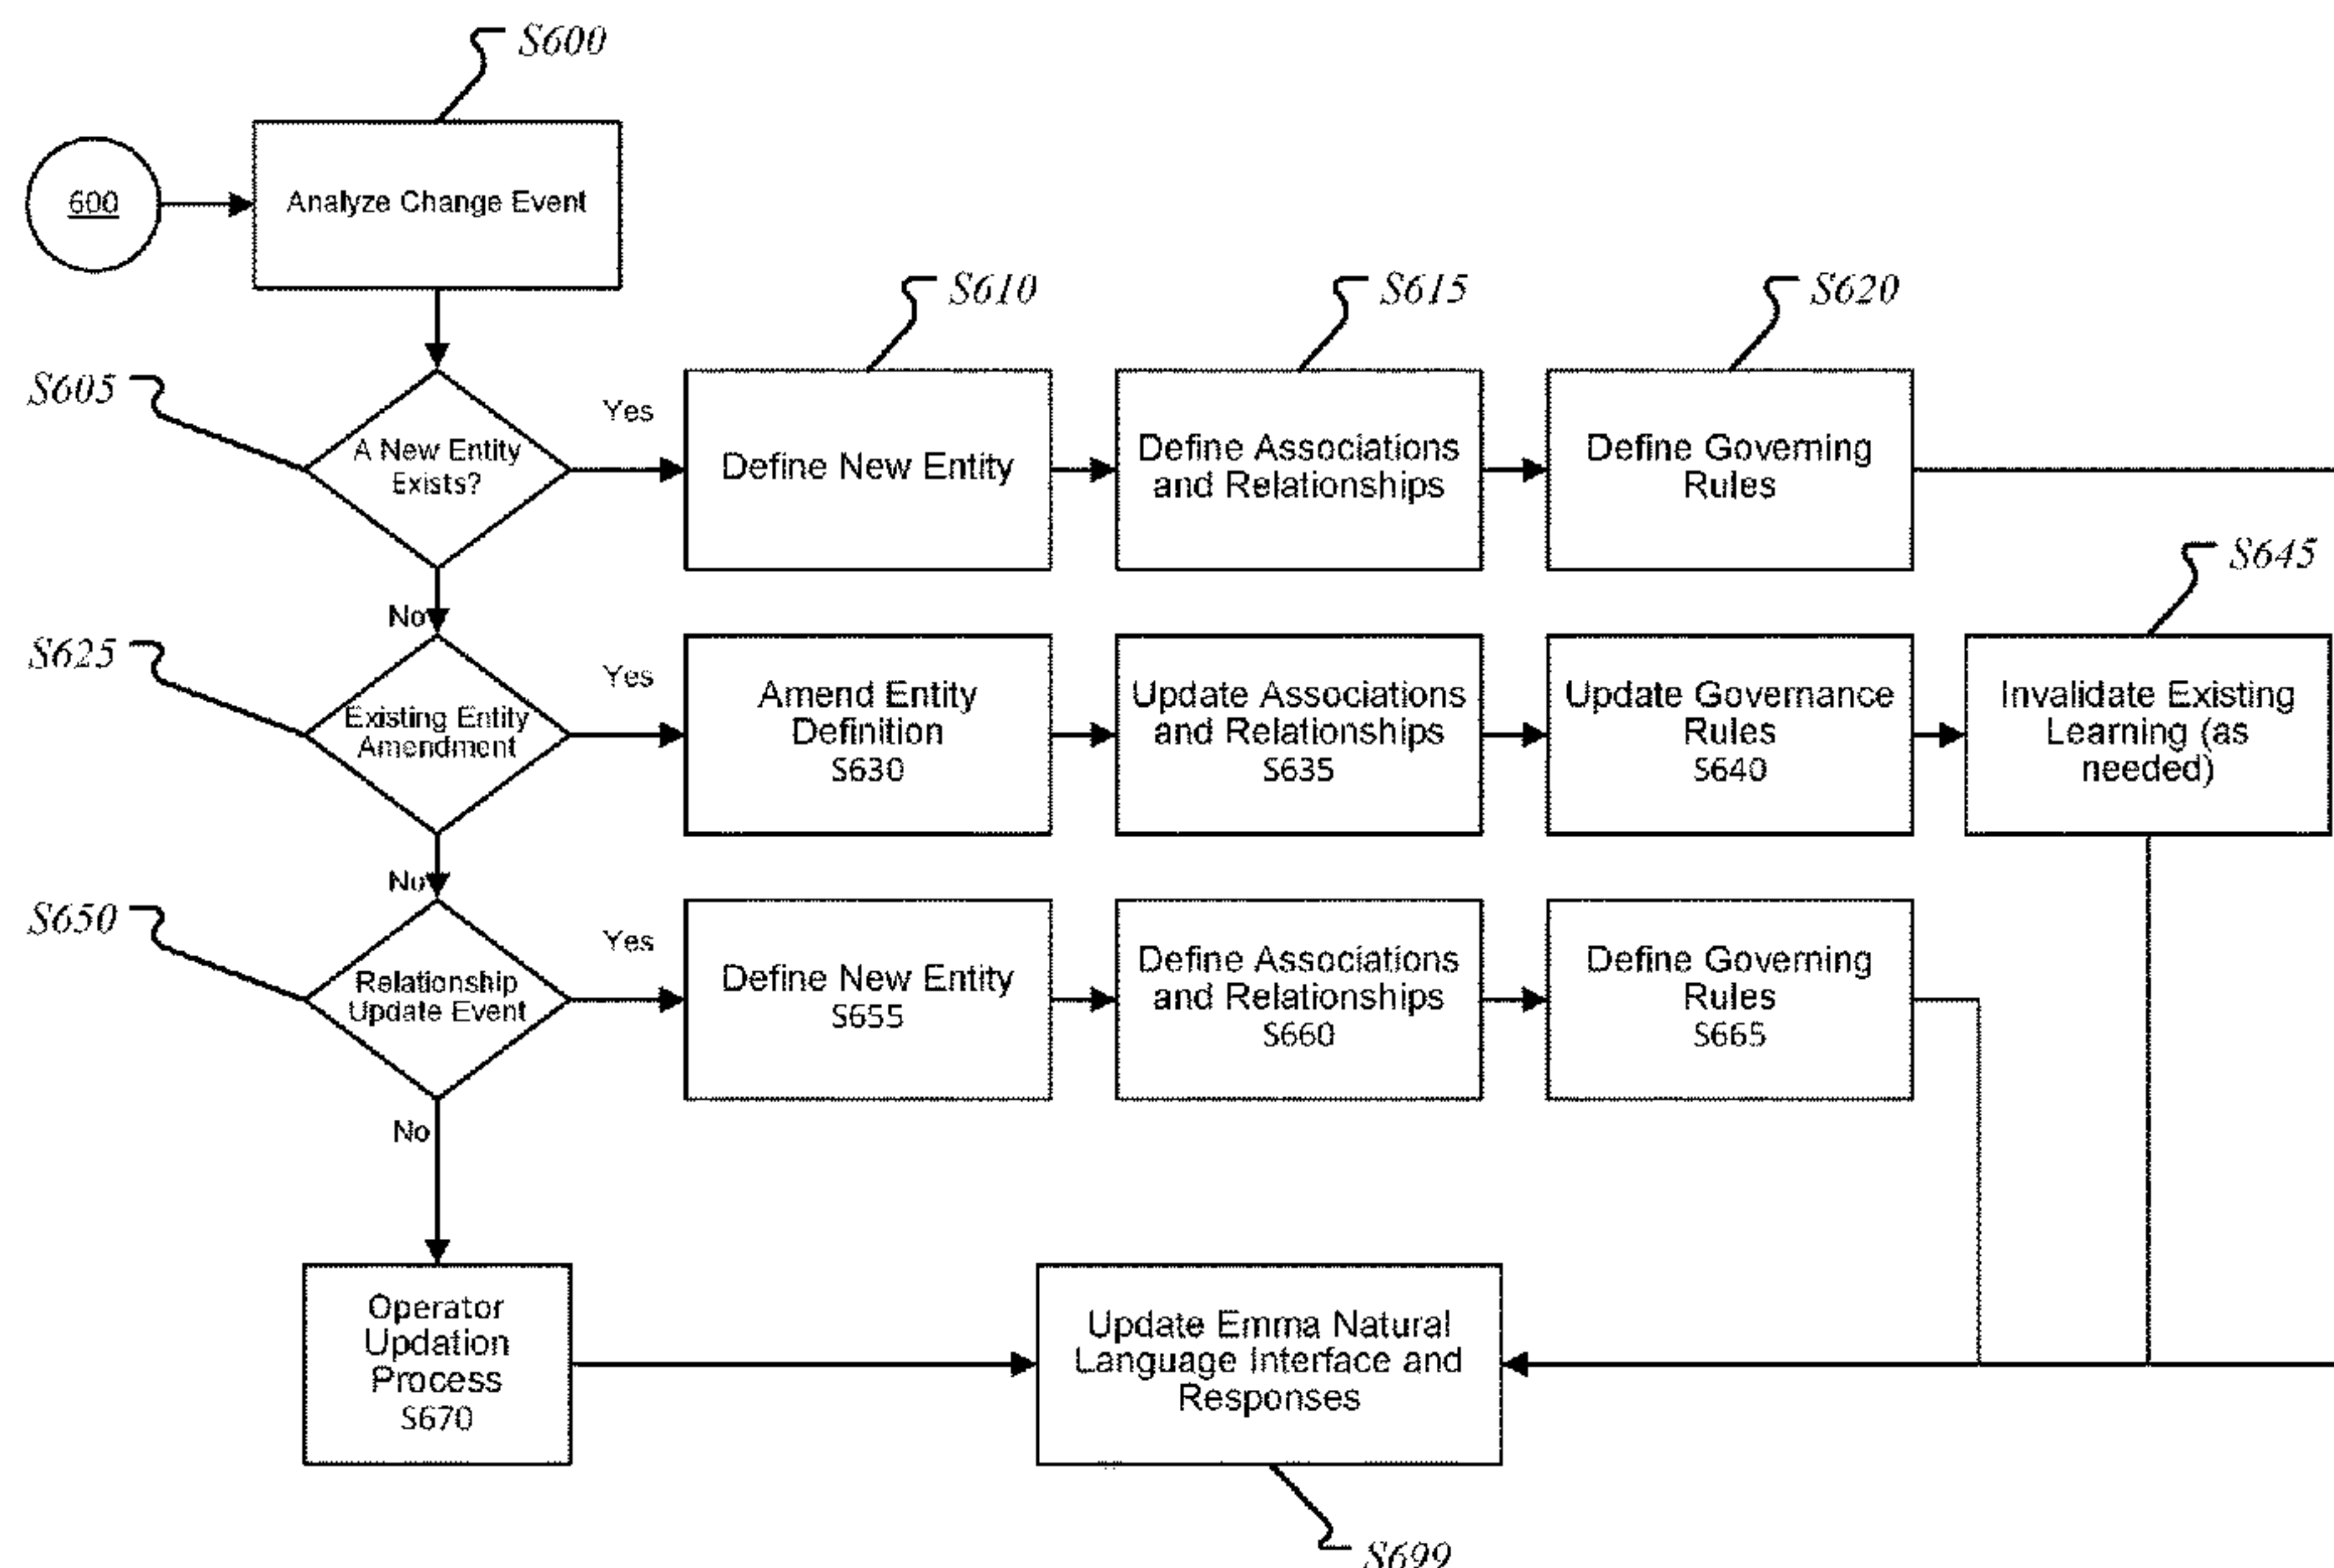 S600
600
Analyze Change Event
S610
S615
S620
S605
A New Entity
Exists?
Yes
Define New Entity
Define Associations
and Relationships
Define Governing
Rules
S645
No
S625
Existing Entity
Amendment
Yes
Amend Entity
Definition
S630
Update Associations
and Relationships
S635
Update Governance
Rules
S640
Invalidate Existing
Learning (as
needed)
No
S650
Relationship
Update Event
Yes
Define New Entity
S655
Define Associations
and Relationships
S660
Define Governing
Rules
S665
No
Operator
Updation
Process
S670
Update Emma Natural
Language Interface and
Responses
S699